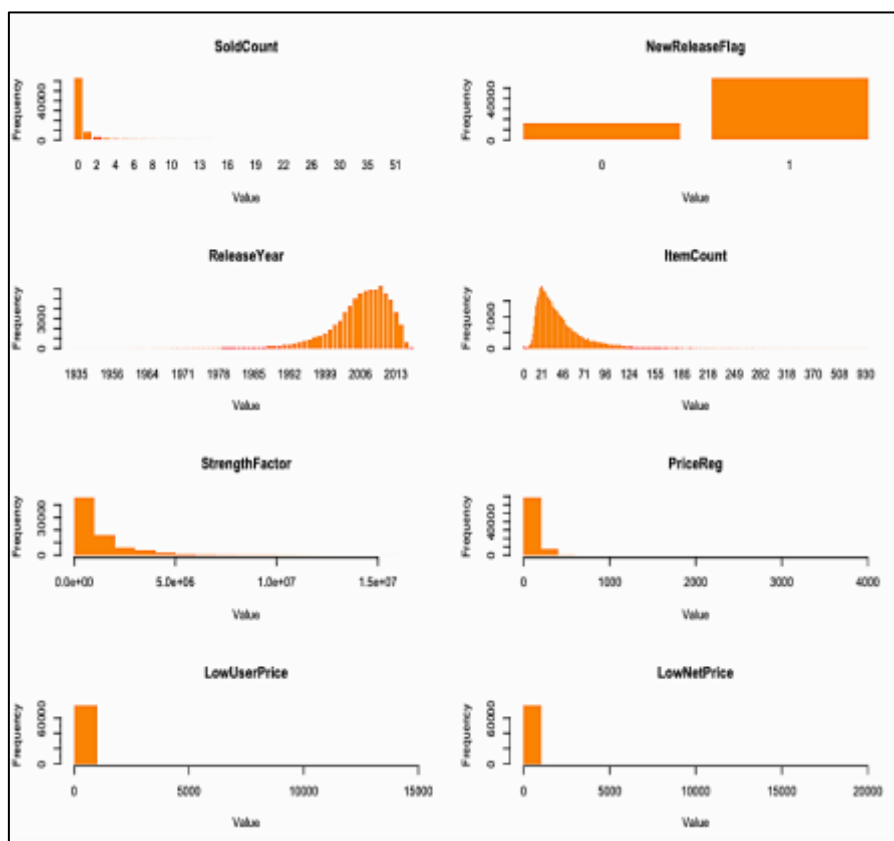 SoldCount
Frequency
0 40000
0 2 4 6 8 10 13 16 19 22 26 30 35 51
Value
NewReleaseFlag
Frequency
0 40000
0 1
Value
ReleaseYear
Frequency
0 3000
1935 1956 1964 1971 1978 1985 1992 1999 2006 2013
Value
ItemCount
Frequency
0 1000
0 21 46 71 96 124 155 186 218 249 282 318 370 508 930
Value
StrengthFactor
Frequency
0 30000
0.0e+00 5.0e+06 1.0e+07 1.5e+07
Value
PriceReg
Frequency
0 40000
0 1000 2000 3000 4000
Value
LowUserPrice
Frequency
0 60000
0 5000 10000 15000
Value
LowNetPrice
Frequency
0 60000
0 5000 10000 15000 20000
Value